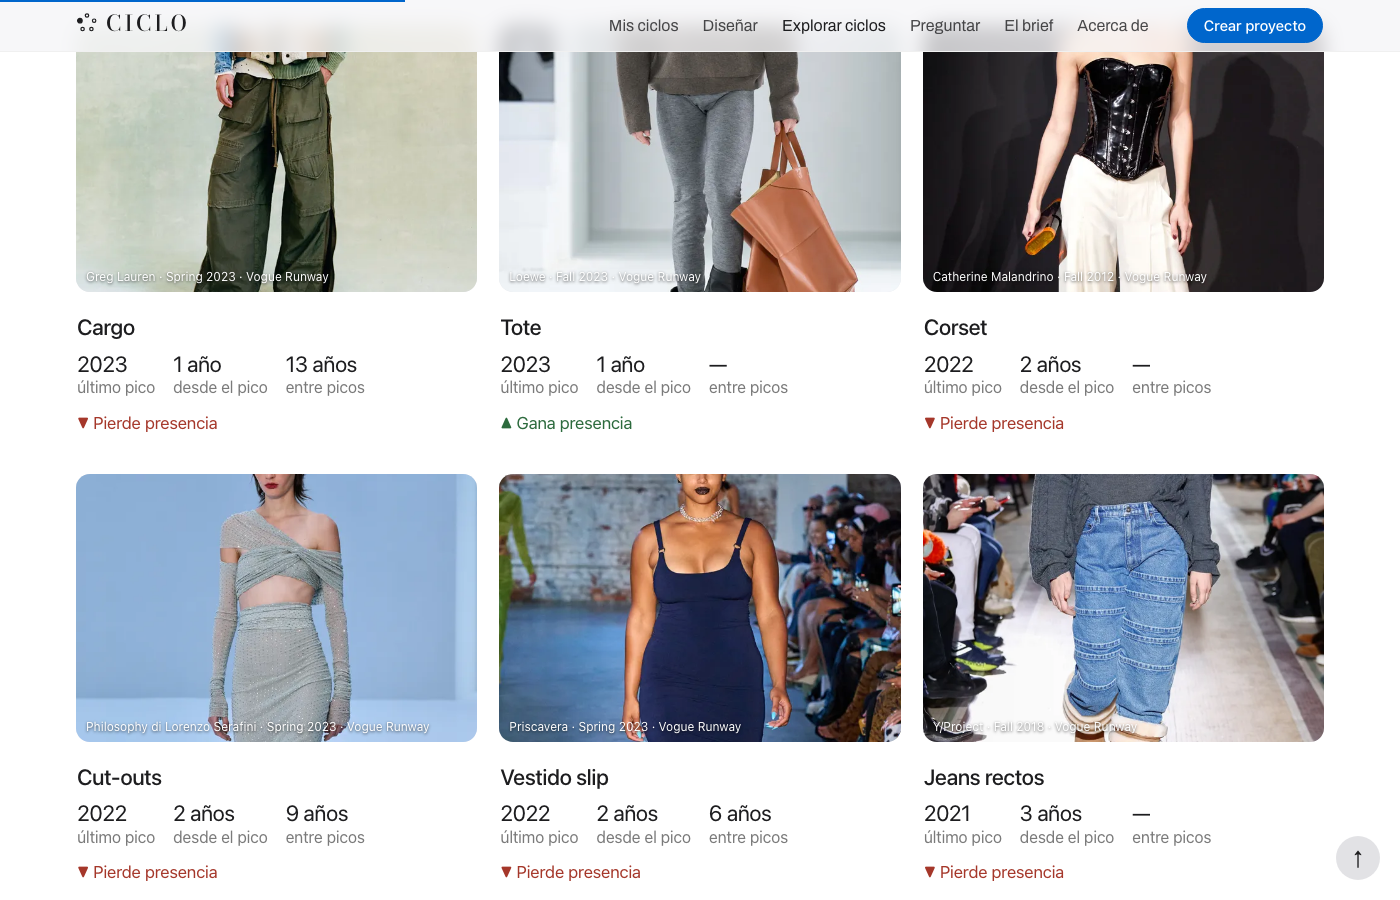 CICLO
Mis ciclos
Diseñar
Explorar ciclos
Preguntar
El brief
Acerca de
Crear proyecto
Greg Lauren · Spring 2023 · Vogue Runway
Loewe · Fall 2023 · Vogue Runway
Catherine Malandrino · Fall 2012 · Vogue Runway
Cargo
2023 1 año 13 años
último pico desde el pico entre picos
▼ Pierde presencia
Tote
2023 1 año —
último pico desde el pico entre picos
▲ Gana presencia
Corset
2022 2 años —
último pico desde el pico entre picos
▼ Pierde presencia
Philosophy di Lorenzo Serafini · Spring 2023 · Vogue Runway
Priscavera · Spring 2023 · Vogue Runway
Y/Project · Fall 2018 · Vogue Runway
Cut-outs
2022 2 años 9 años
último pico desde el pico entre picos
▼ Pierde presencia
Vestido slip
2022 2 años 6 años
último pico desde el pico entre picos
▼ Pierde presencia
Jeans rectos
2021 3 años —
último pico desde el pico entre picos
▼ Pierde presencia
↑